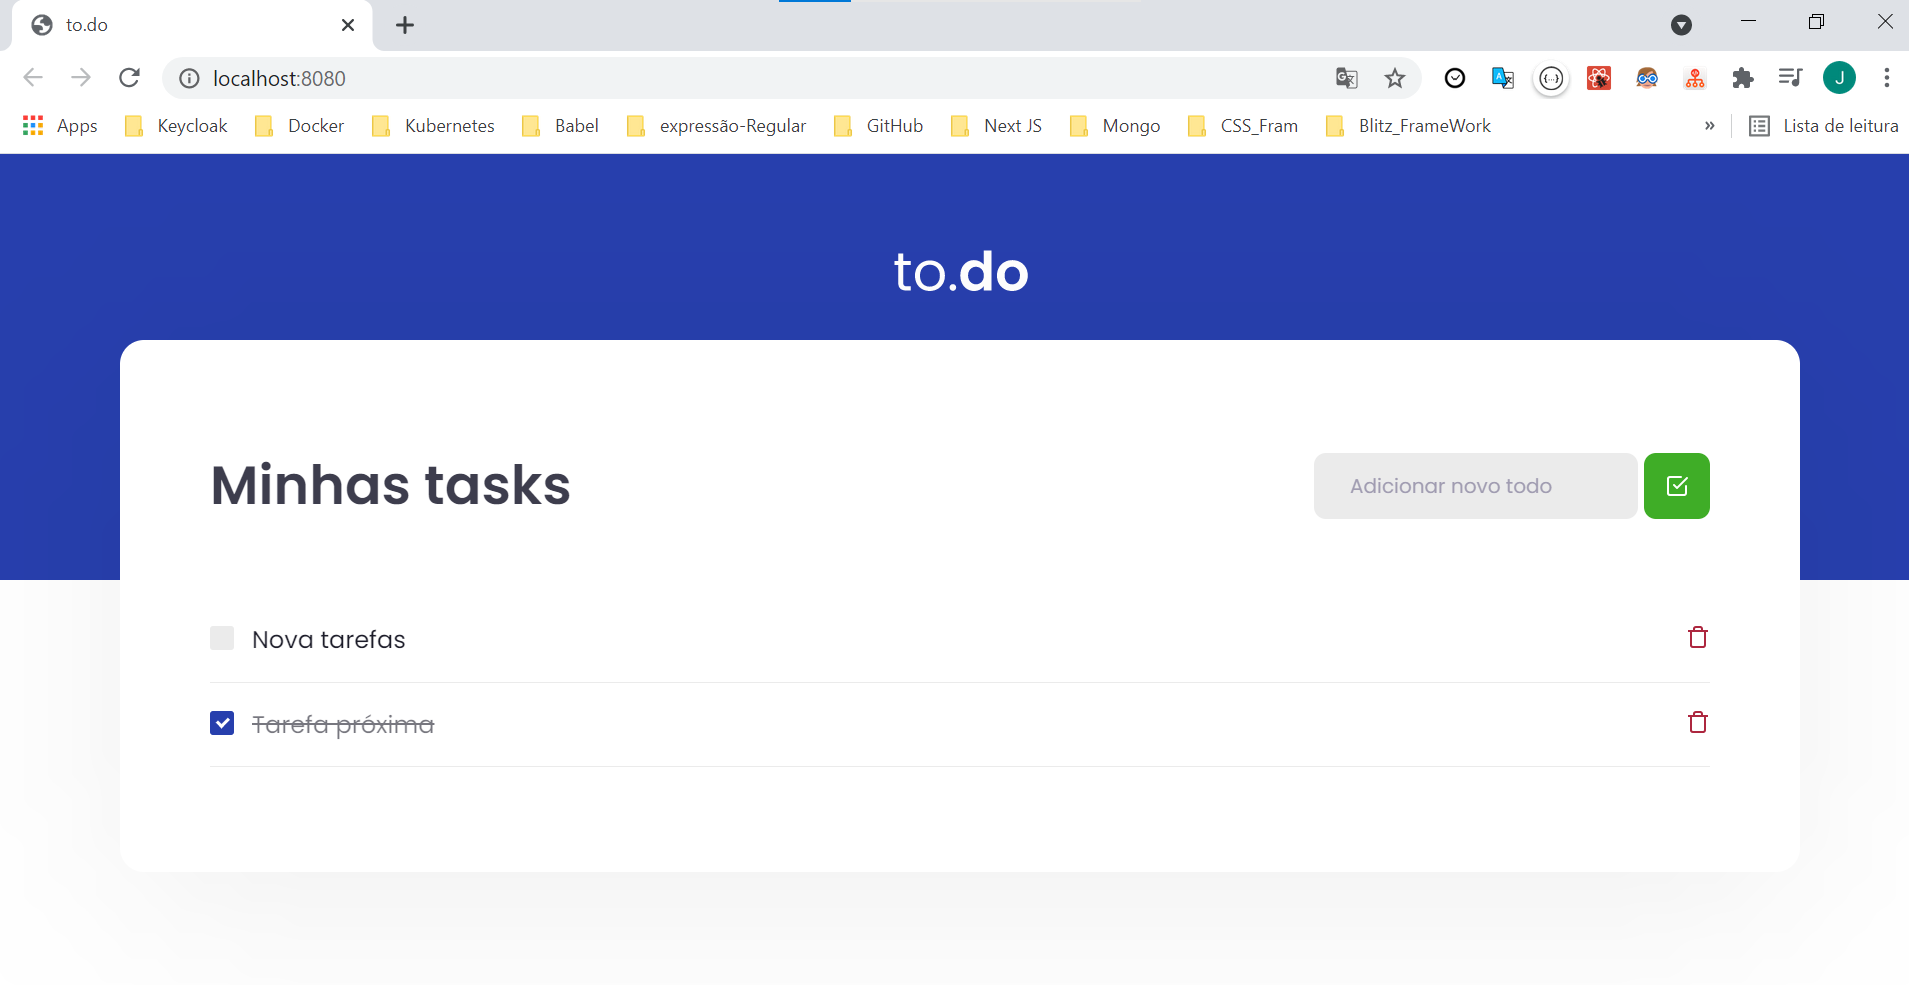 to.do
localhost:8080
Apps Keycloak Docker Kubernetes Babel expressão-Regular GitHub Next JS Mongo CSS_Fram Blitz_FrameWork » Lista de leitura
J
to.do
Minhas tasks
Adicionar novo todo
Nova tarefas
Tarefa próxima